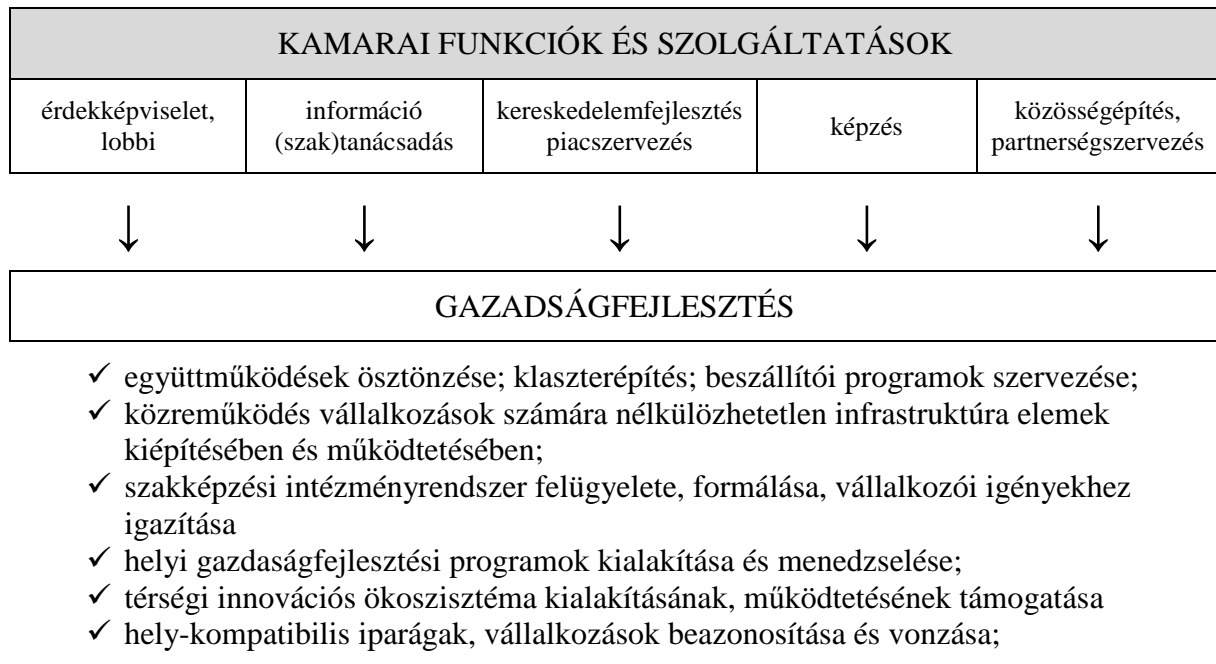 KAMARAI FUNKCIÓK ÉS SZOLGÁLTATÁSOK
érdekképviselet,
lobbi
információ
(szak)tanácsadás
kereskedelemfejlesztés
piacszervezés
képzés
közösségépítés,
partnerségszervezés
↓ ↓ ↓ ↓ ↓
GAZADSÁGFEJLESZTÉS
✓ együttműködések ösztönzése; klaszterépítés; beszállítói programok szervezése;
✓ közreműködés vállalkozások számára nélkülözhetetlen infrastruktúra elemek
kiépítésében és működtetésében;
✓ szakképzési intézményrendszer felügyelete, formálása, vállalkozói igényekhez
igazítása
✓ helyi gazdaságfejlesztési programok kialakítása és menedzselése;
✓ térségi innovációs ökoszisztéma kialakításának, működtetésének támogatása
✓ hely-kompatibilis iparágak, vállalkozások beazonosítása és vonzása;